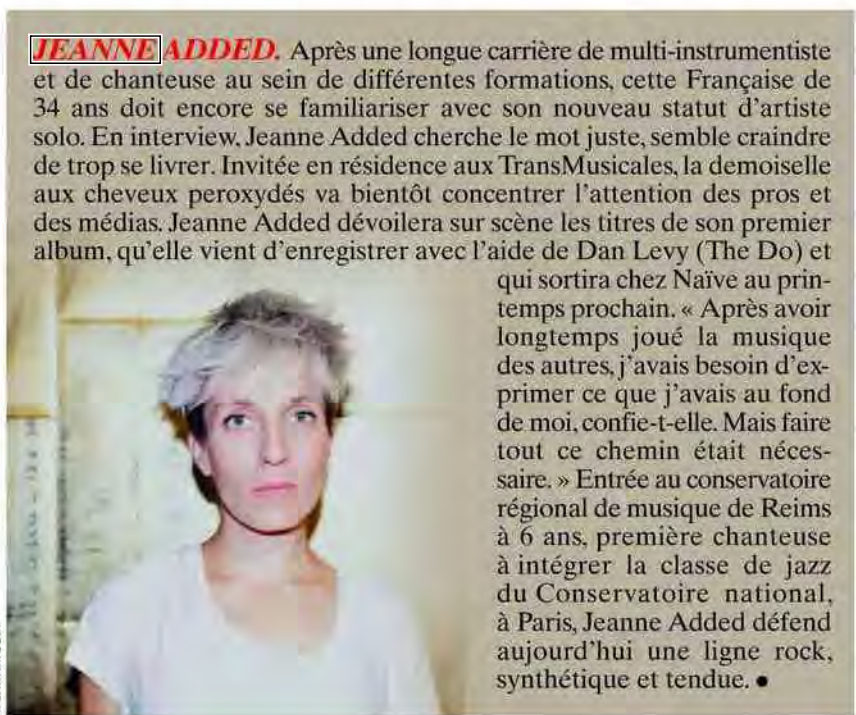 JEANNE ADDED. Après une longue carrière de multi-instrumentiste
et de chanteuse au sein de différentes formations, cette Française de
34 ans doit encore se familiariser avec son nouveau statut d'artiste
solo. En interview, Jeanne Added cherche le mot juste, semble craindre
de trop se livrer. Invitée en résidence aux TransMusicales, la demoiselle
aux cheveux peroxydés va bientôt concentrer l'attention des pros et
des médias. Jeanne Added dévoilera sur scène les titres de son premier
album, qu'elle vient d'enregistrer avec l'aide de Dan Levy (The Do) et
qui sortira chez Naïve au prin-
temps prochain. « Après avoir
longtemps joué la musique
des autres, j'avais besoin d'ex-
primer ce que j'avais au fond
de moi, confie-t-elle. Mais faire
tout ce chemin était néces-
saire. » Entrée au conservatoire
régional de musique de Reims
à 6 ans, première chanteuse
à intégrer la classe de jazz
du Conservatoire national,
à Paris, Jeanne Added défend
aujourd'hui une ligne rock,
synthétique et tendue. •